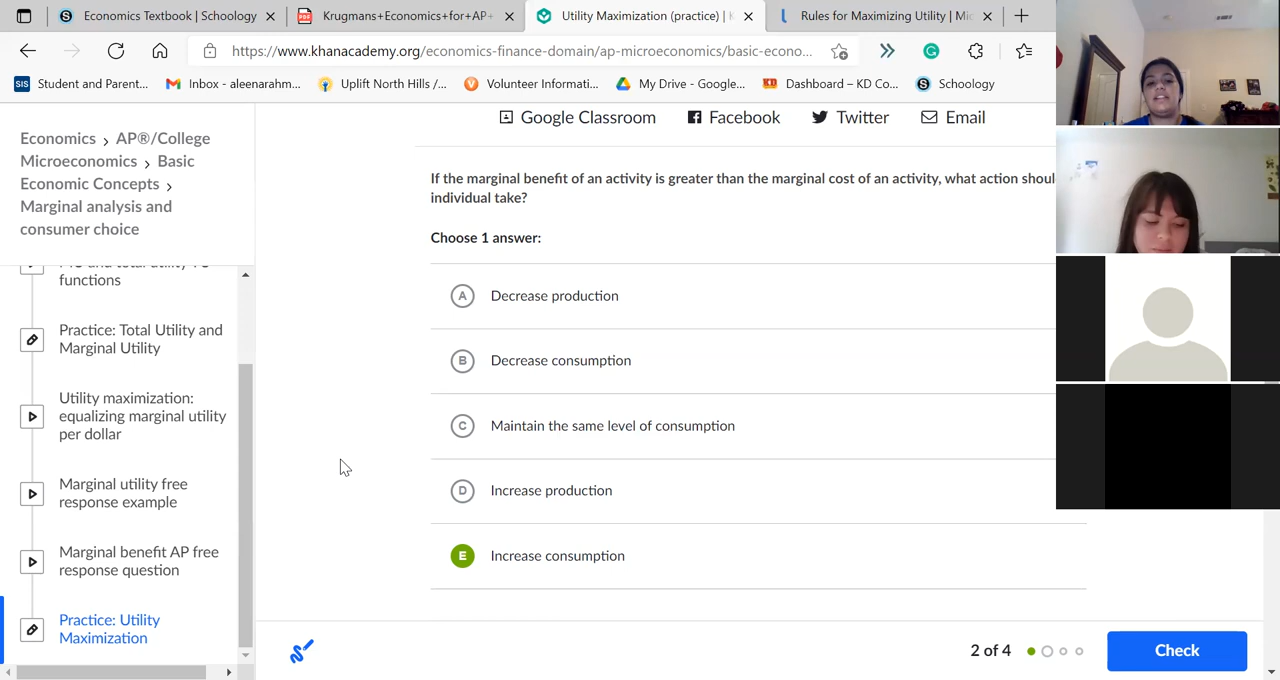 Economics Textbook | Schoology
Krugmans+Economics+for+AP+
Utility Maximization (practice) |
Rules for Maximizing Utility | Mic
https://www.khanacademy.org/economics-finance-domain/ap-microeconomics/basic-econo...
SIS Student and Parent...
Inbox - aleenarahm...
Uplift North Hills /...
Volunteer Informati...
My Drive - Google...
KD Dashboard – KD Co...
S Schoology
Google Classroom
Facebook
Twitter
Email
Economics › AP®/College
Microeconomics › Basic
Economic Concepts ›
Marginal analysis and
consumer choice
functions
Practice: Total Utility and
Marginal Utility
Utility maximization:
equalizing marginal utility
per dollar
Marginal utility free
response example
Marginal benefit AP free
response question
Practice: Utility
Maximization
If the marginal benefit of an activity is greater than the marginal cost of an activity, what action shoul
individual take?
Choose 1 answer:
A Decrease production
B Decrease consumption
C Maintain the same level of consumption
D Increase production
E Increase consumption
2 of 4
Check